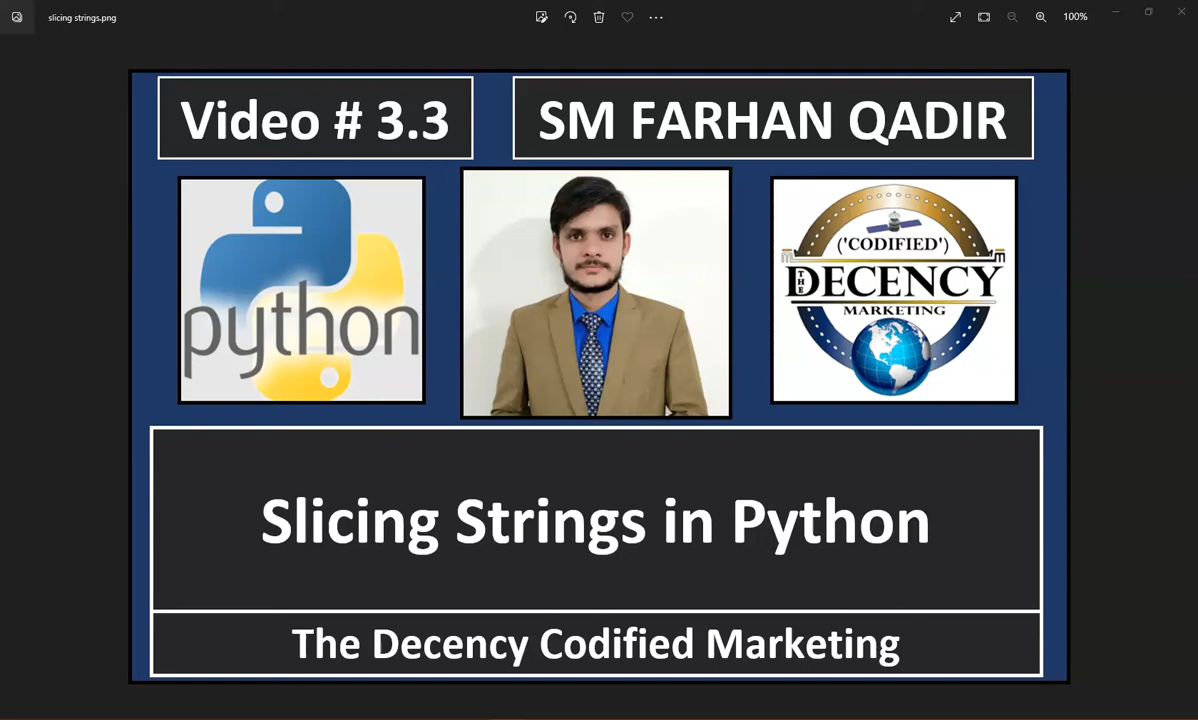 slicing strings.png
100%
Video # 3.3
SM FARHAN QADIR
python
('CODIFIED')
THE DECENCY
MARKETING
Slicing Strings in Python
The Decency Codified Marketing